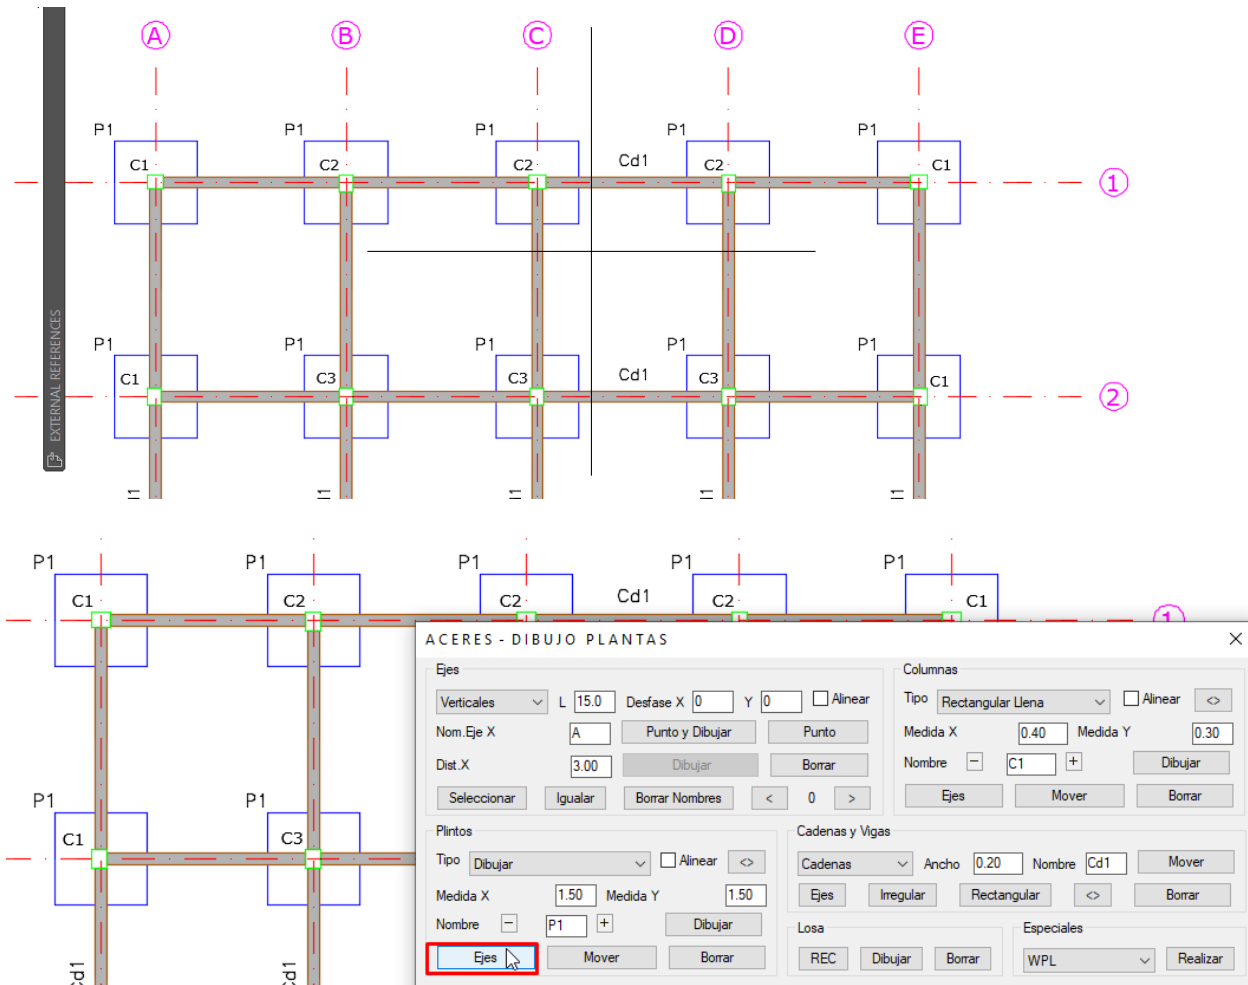 A B C D E
P1 P1 P1 P1 P1
C1 C2 C2 Cd1 C2 C1
1
EXTERNAL REFERENCES
P1 P1 P1 P1 P1
C1 C3 C3 Cd1 C3 C1
2
P1 P1 P1 P1 P1
C1 C2 C2 Cd1 C2 C1
1
P1 P1
C1 C3
Cd1 Cd1
ACERES - DIBUJO PLANTAS
Ejes
Verticales L 15.0 Desfase X 0 Y 0 Alinear
Nom.Eje X A Punto y Dibujar Punto
Dist.X 3.00 Dibujar Borrar
Seleccionar Igualar Borrar Nombres < 0 >
Columnas
Tipo Rectangular Llena Alinear <>
Medida X 0.40 Medida Y 0.30
Nombre - C1 + Dibujar
Ejes Mover Borrar
Plintos
Tipo Dibujar Alinear <>
Medida X 1.50 Medida Y 1.50
Nombre - P1 + Dibujar
Ejes Mover Borrar
Cadenas y Vigas
Cadenas Ancho 0.20 Nombre Cd1 Mover
Ejes Irregular Rectangular <> Borrar
Losa
REC Dibujar Borrar
Especiales
WPL Realizar